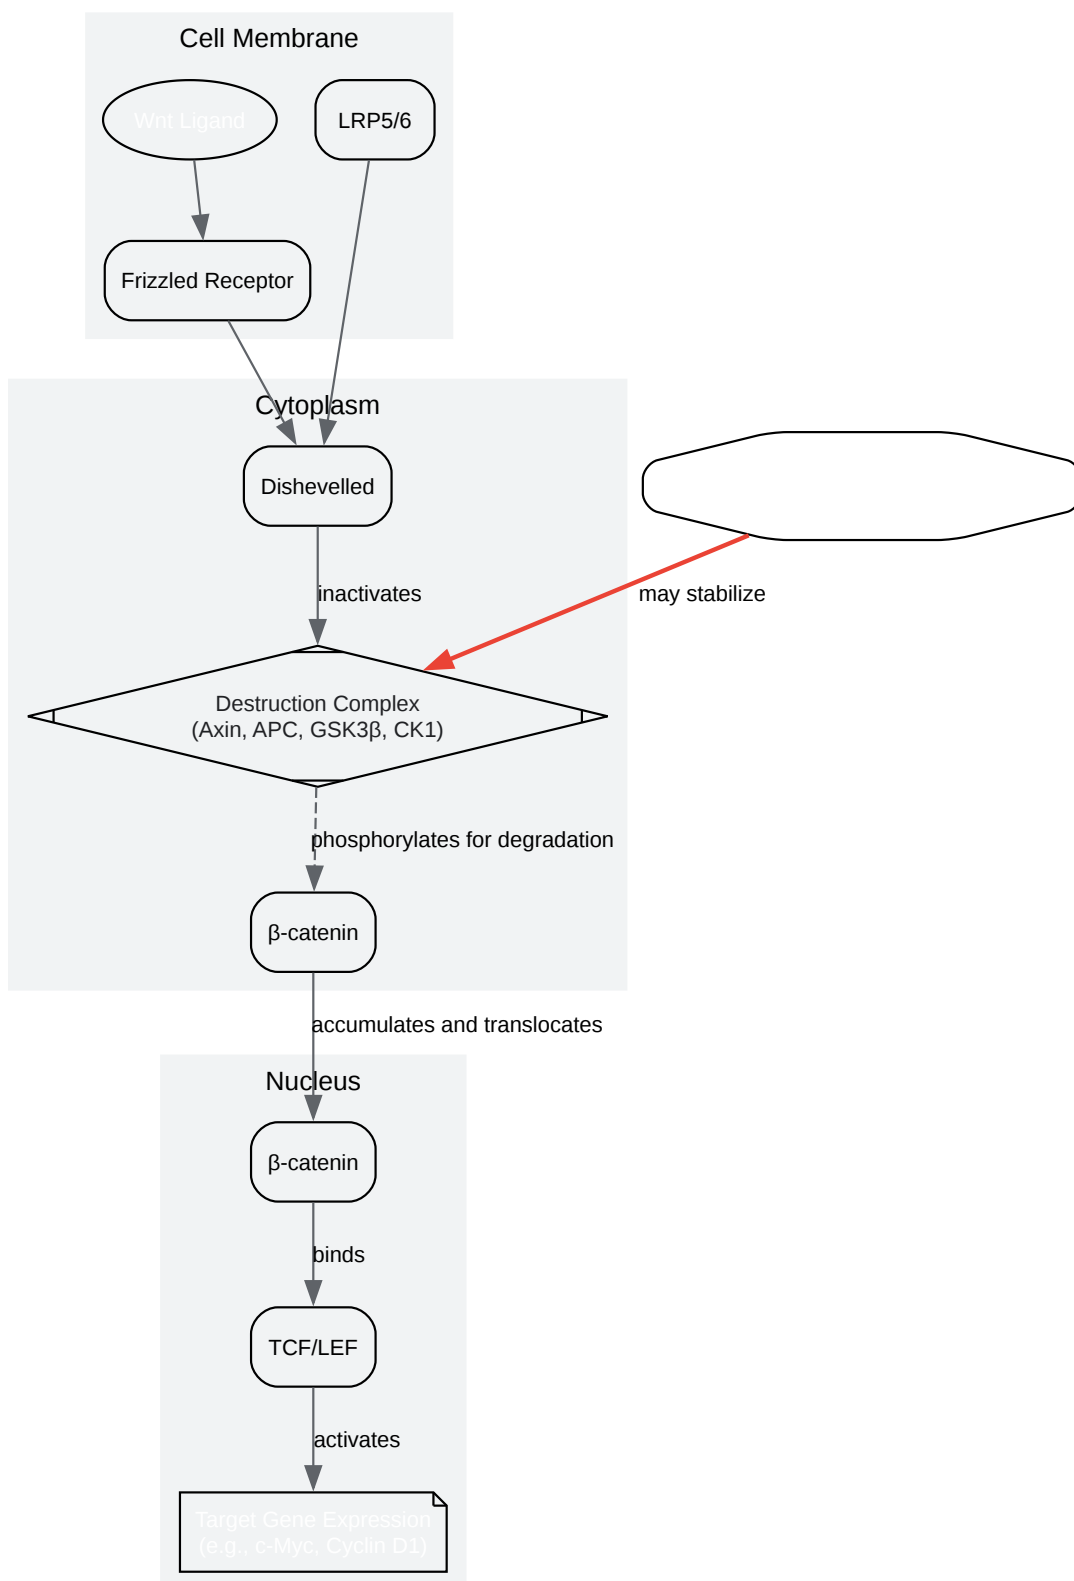 Cell Membrane
Wnt Ligand
LRP5/6
Frizzled Receptor
Cytoplasm
Dishevelled
inactivates
may stabilize
Destruction Complex
(Axin, APC, GSK3β, CK1)
phosphorylates for degradation
β-catenin
accumulates and translocates
Nucleus
β-catenin
binds
TCF/LEF
activates
Target Gene Expression
(e.g., c-Myc, Cyclin D1)